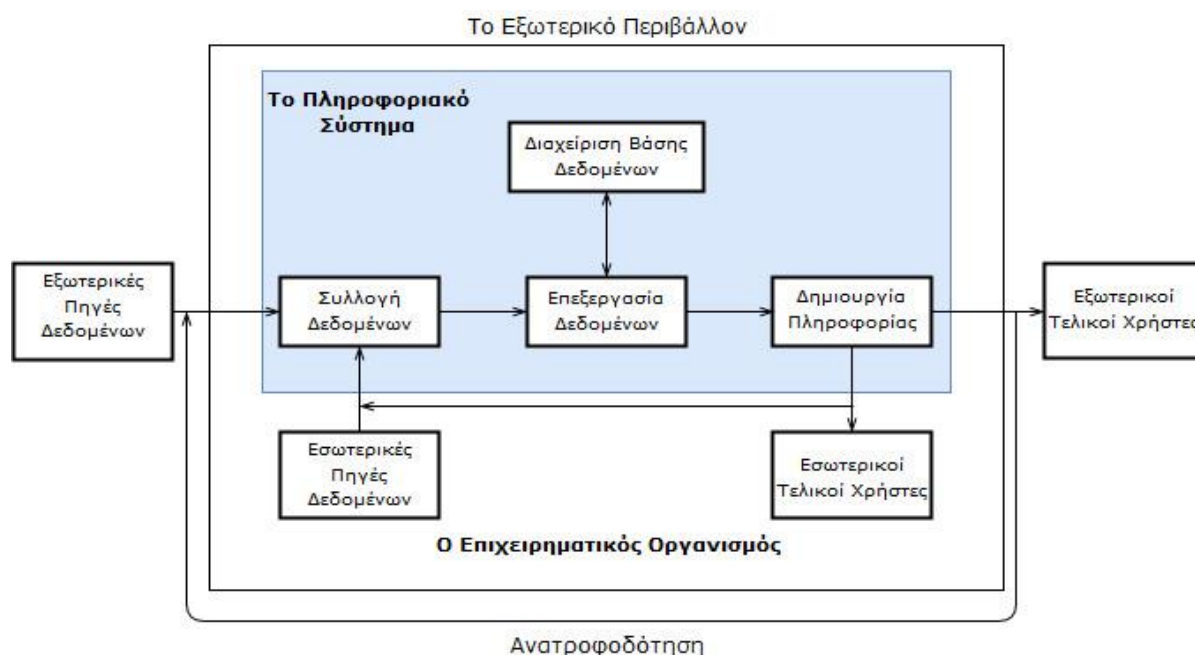 Το Εξωτερικό Περιβάλλον
Το Πληροφοριακό
Σύστημα
Διαχείριση Βάσης
Δεδομένων
Εξωτερικές
Πηγές
Δεδομένων
Συλλογή
Δεδομένων
Επεξεργασία
Δεδομένων
Δημιουργία
Πληροφορίας
Εξωτερικοί
Τελικοί Χρήστες
Εσωτερικές
Πηγές
Δεδομένων
Εσωτερικοί
Τελικοί Χρήστες
Ο Επιχειρηματικός Οργανισμός
Ανατροφοδότηση